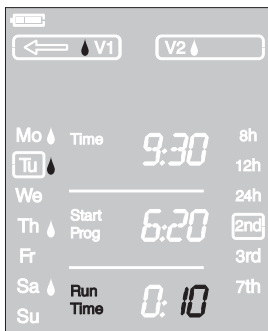 V1 V2
Mo Time 9:30 8h
Tu 12h
We 24h
Th Start Prog 6:20 2nd
Fr 3rd
Sa Run Time 0:10 7th
Su